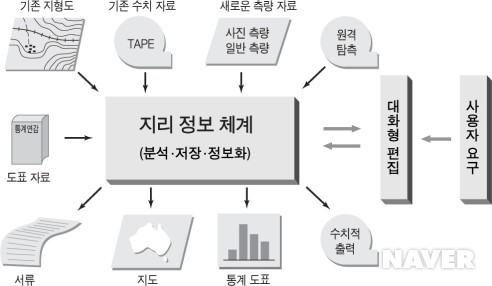 기존 지형도
기존 수치 자료
새로운 측량 자료
TAPE
사진 측량
일반 측량
원격
탐측
통계연감
도표 자료
지리 정보 체계
(분석·저장·정보화)
대화형 편집
사용자 요구
서류
지도
통계 도표
수치적
출력
NAVER